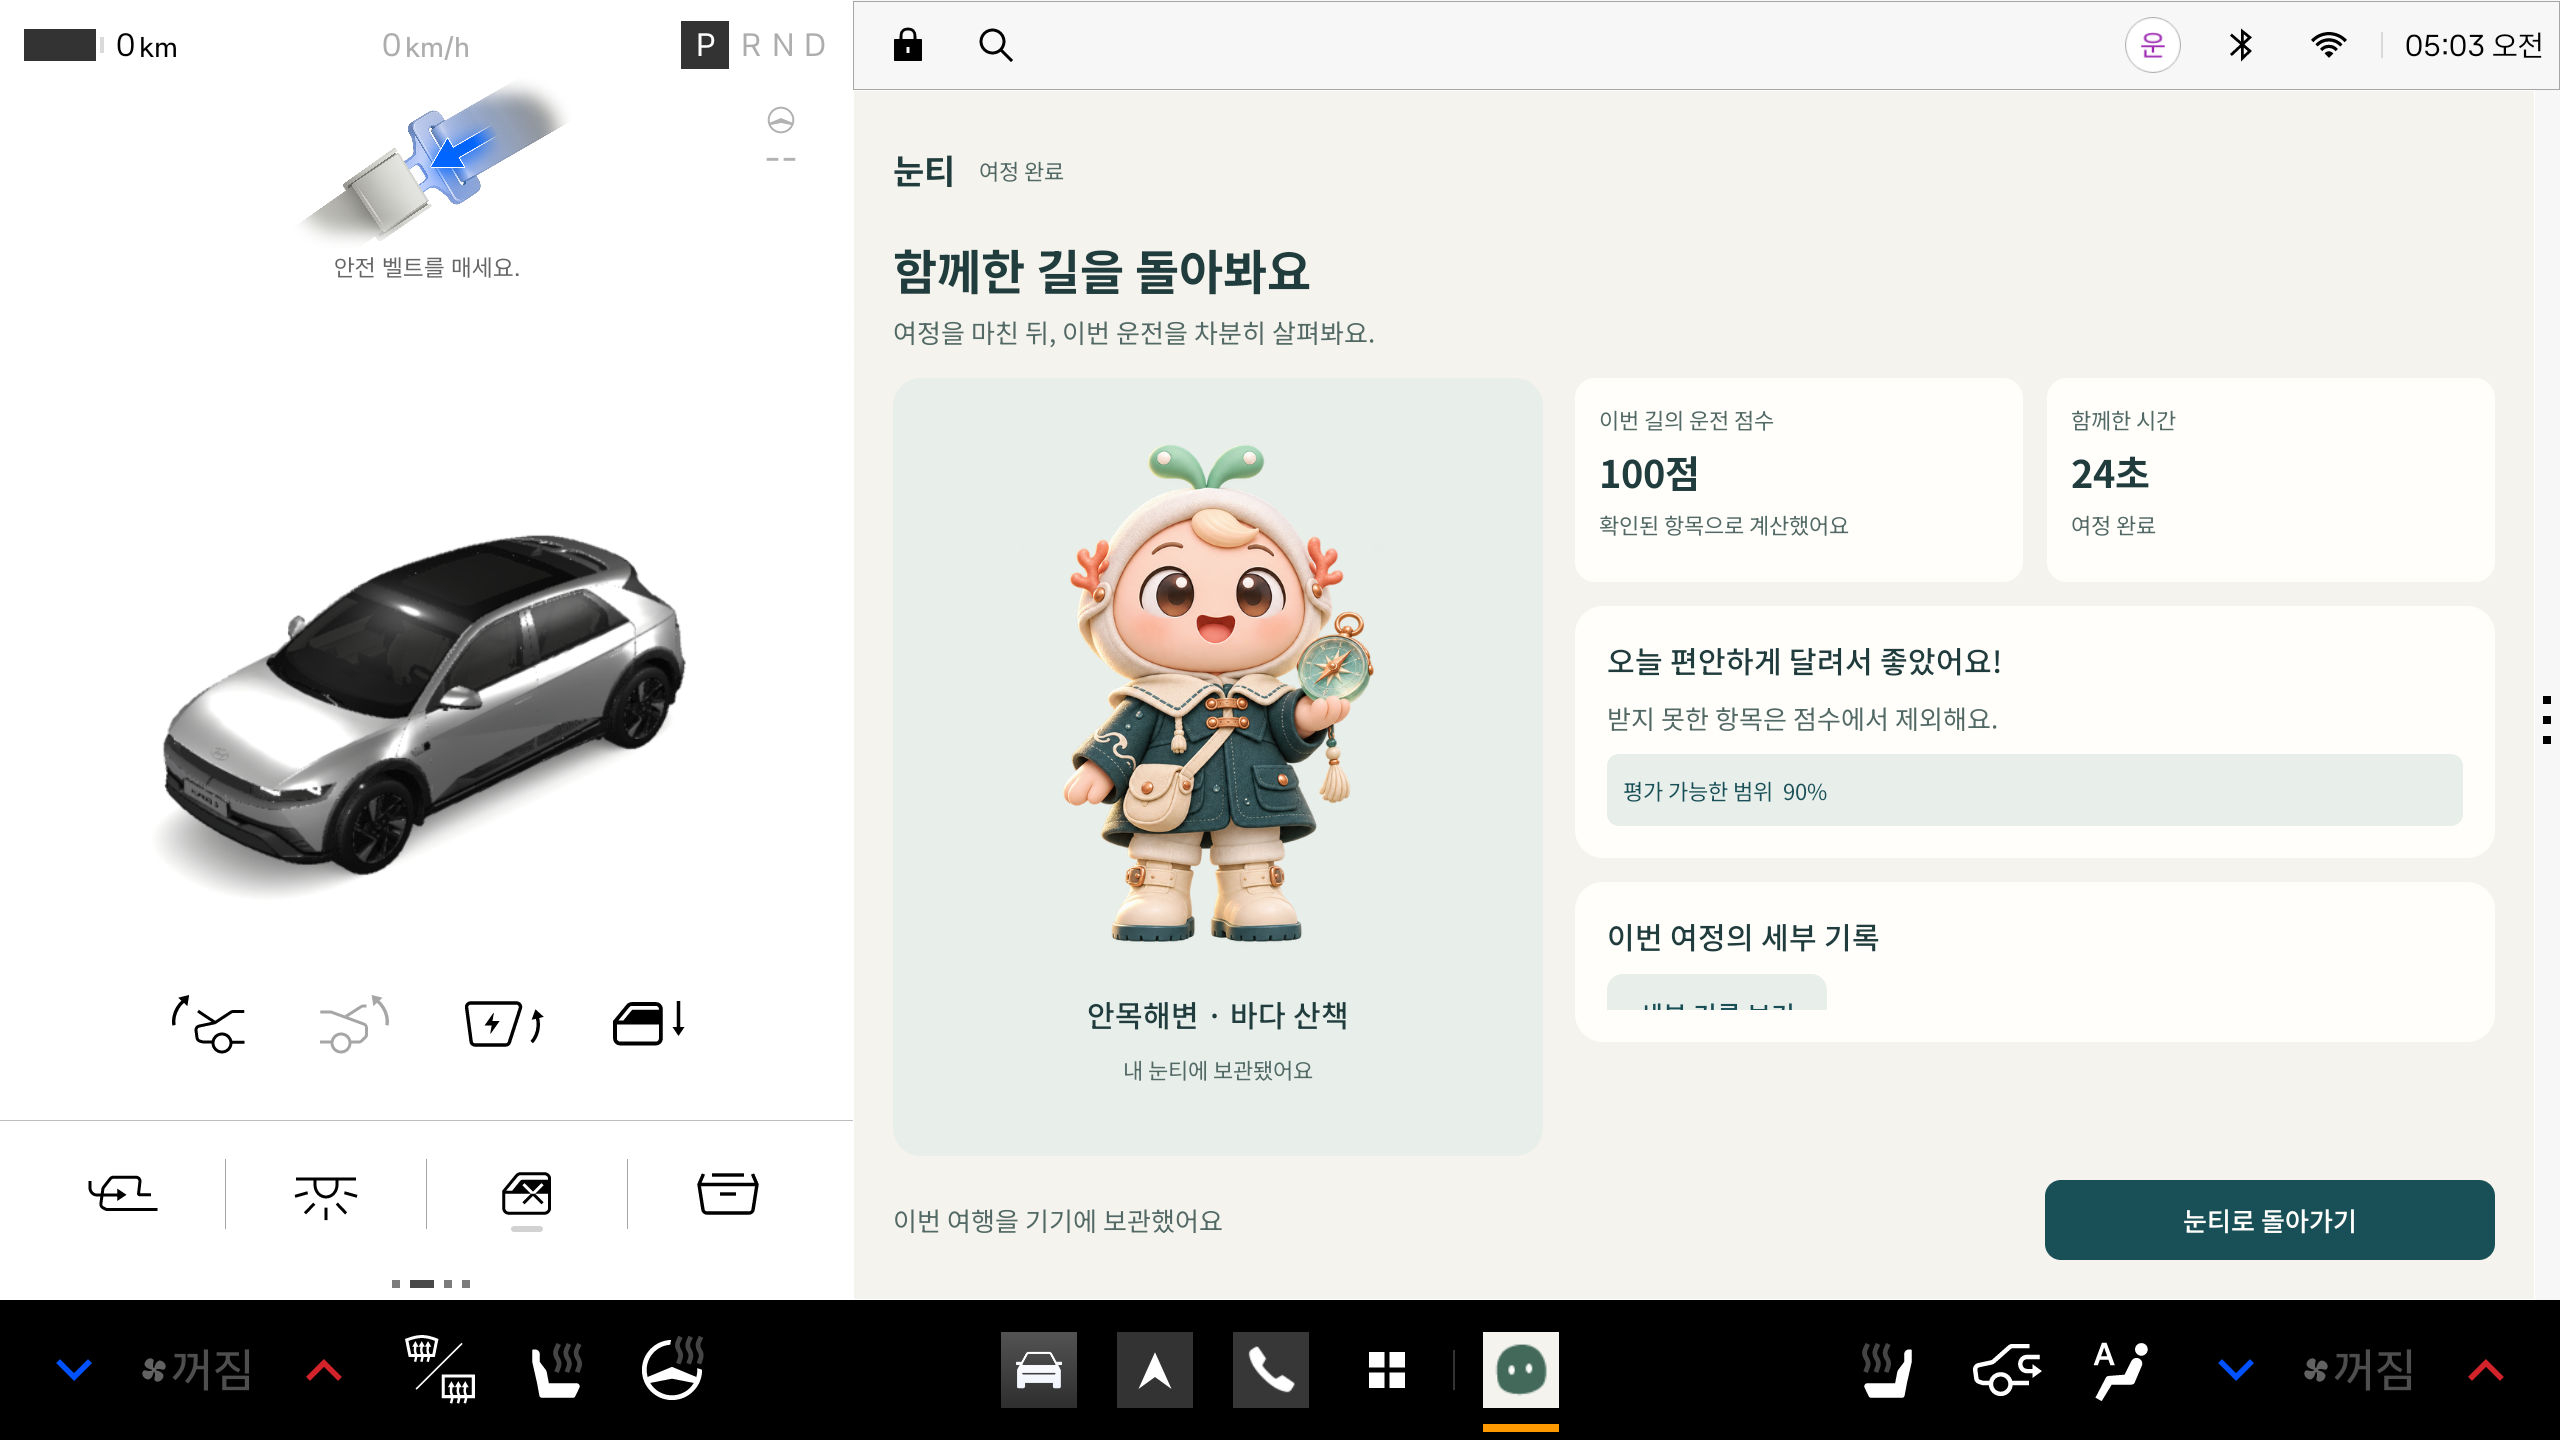 0 km
0 km/h
P R N D
안전 벨트를 매세요.
운
05:03 오전
눈티 여정 완료
함께한 길을 돌아봐요
여정을 마친 뒤, 이번 운전을 차분히 살펴봐요.
안목해변 · 바다 산책
내 눈티에 보관됐어요
이번 길의 운전 점수
100점
확인된 항목으로 계산했어요
함께한 시간
24초
여정 완료
오늘 편안하게 달려서 좋았어요!
받지 못한 항목은 점수에서 제외해요.
평가 가능한 범위 90%
이번 여정의 세부 기록
이번 여행을 기기에 보관했어요
눈티로 돌아가기
꺼짐
A
꺼짐